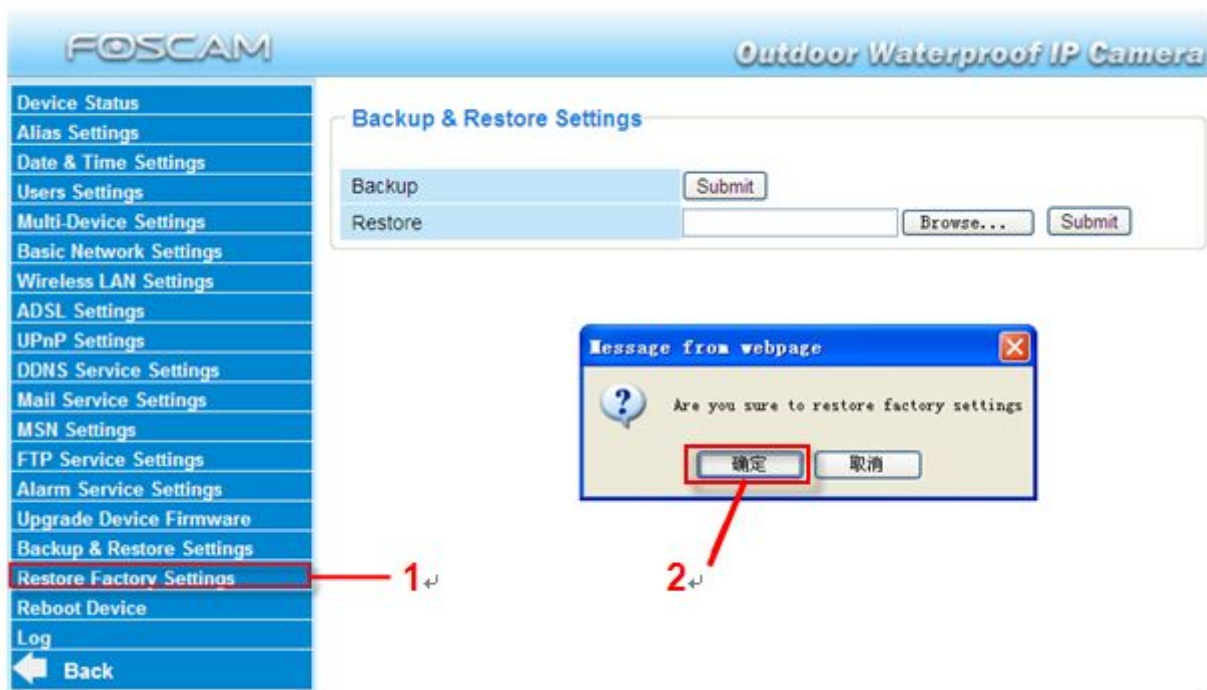 FOSCAM
Outdoor Waterproof IP Camera
Device Status
Alias Settings
Date & Time Settings
Users Settings
Multi-Device Settings
Basic Network Settings
Wireless LAN Settings
ADSL Settings
UPnP Settings
DDNS Service Settings
Mail Service Settings
MSN Settings
FTP Service Settings
Alarm Service Settings
Upgrade Device Firmware
Backup & Restore Settings
Restore Factory Settings
Reboot Device
Log
Back
Backup & Restore Settings
Backup Submit
Restore Browse... Submit
Message from webpage
Are you sure to restore factory settings
确定 取消
1↵
2↵